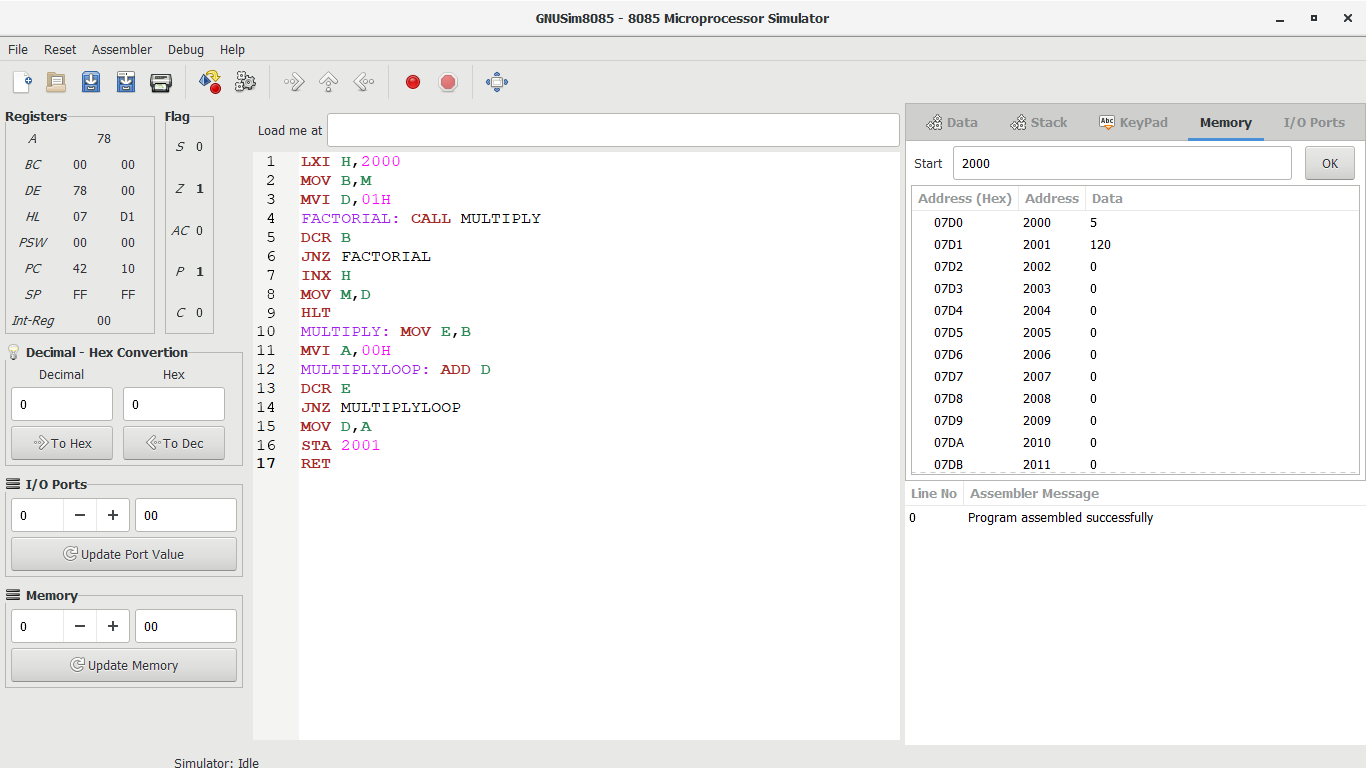 GNUSim8085 - 8085 Microprocessor Simulator
File Reset Assembler Debug Help
Registers
A 78
BC 00 00
DE 78 00
HL 07 D1
PSW 00 00
PC 42 10
SP FF FF
Int-Reg 00
Flag
S 0
Z 1
AC 0
P 1
C 0
Decimal - Hex Convertion
Decimal Hex
0 0
To Hex To Dec
I/O Ports
0 − + 00
Update Port Value
Memory
0 − + 00
Update Memory
Load me at
1 LXI H,2000
2 MOV B,M
3 MVI D,01H
4 FACTORIAL: CALL MULTIPLY
5 DCR B
6 JNZ FACTORIAL
7 INX H
8 MOV M,D
9 HLT
10 MULTIPLY: MOV E,B
11 MVI A,00H
12 MULTIPLYLOOP: ADD D
13 DCR E
14 JNZ MULTIPLYLOOP
15 MOV D,A
16 STA 2001
17 RET
Data Stack Abc KeyPad Memory I/O Ports
Start 2000 OK
Address (Hex) Address Data
07D0 2000 5
07D1 2001 120
07D2 2002 0
07D3 2003 0
07D4 2004 0
07D5 2005 0
07D6 2006 0
07D7 2007 0
07D8 2008 0
07D9 2009 0
07DA 2010 0
07DB 2011 0
Line No Assembler Message
0 Program assembled successfully
Simulator: Idle